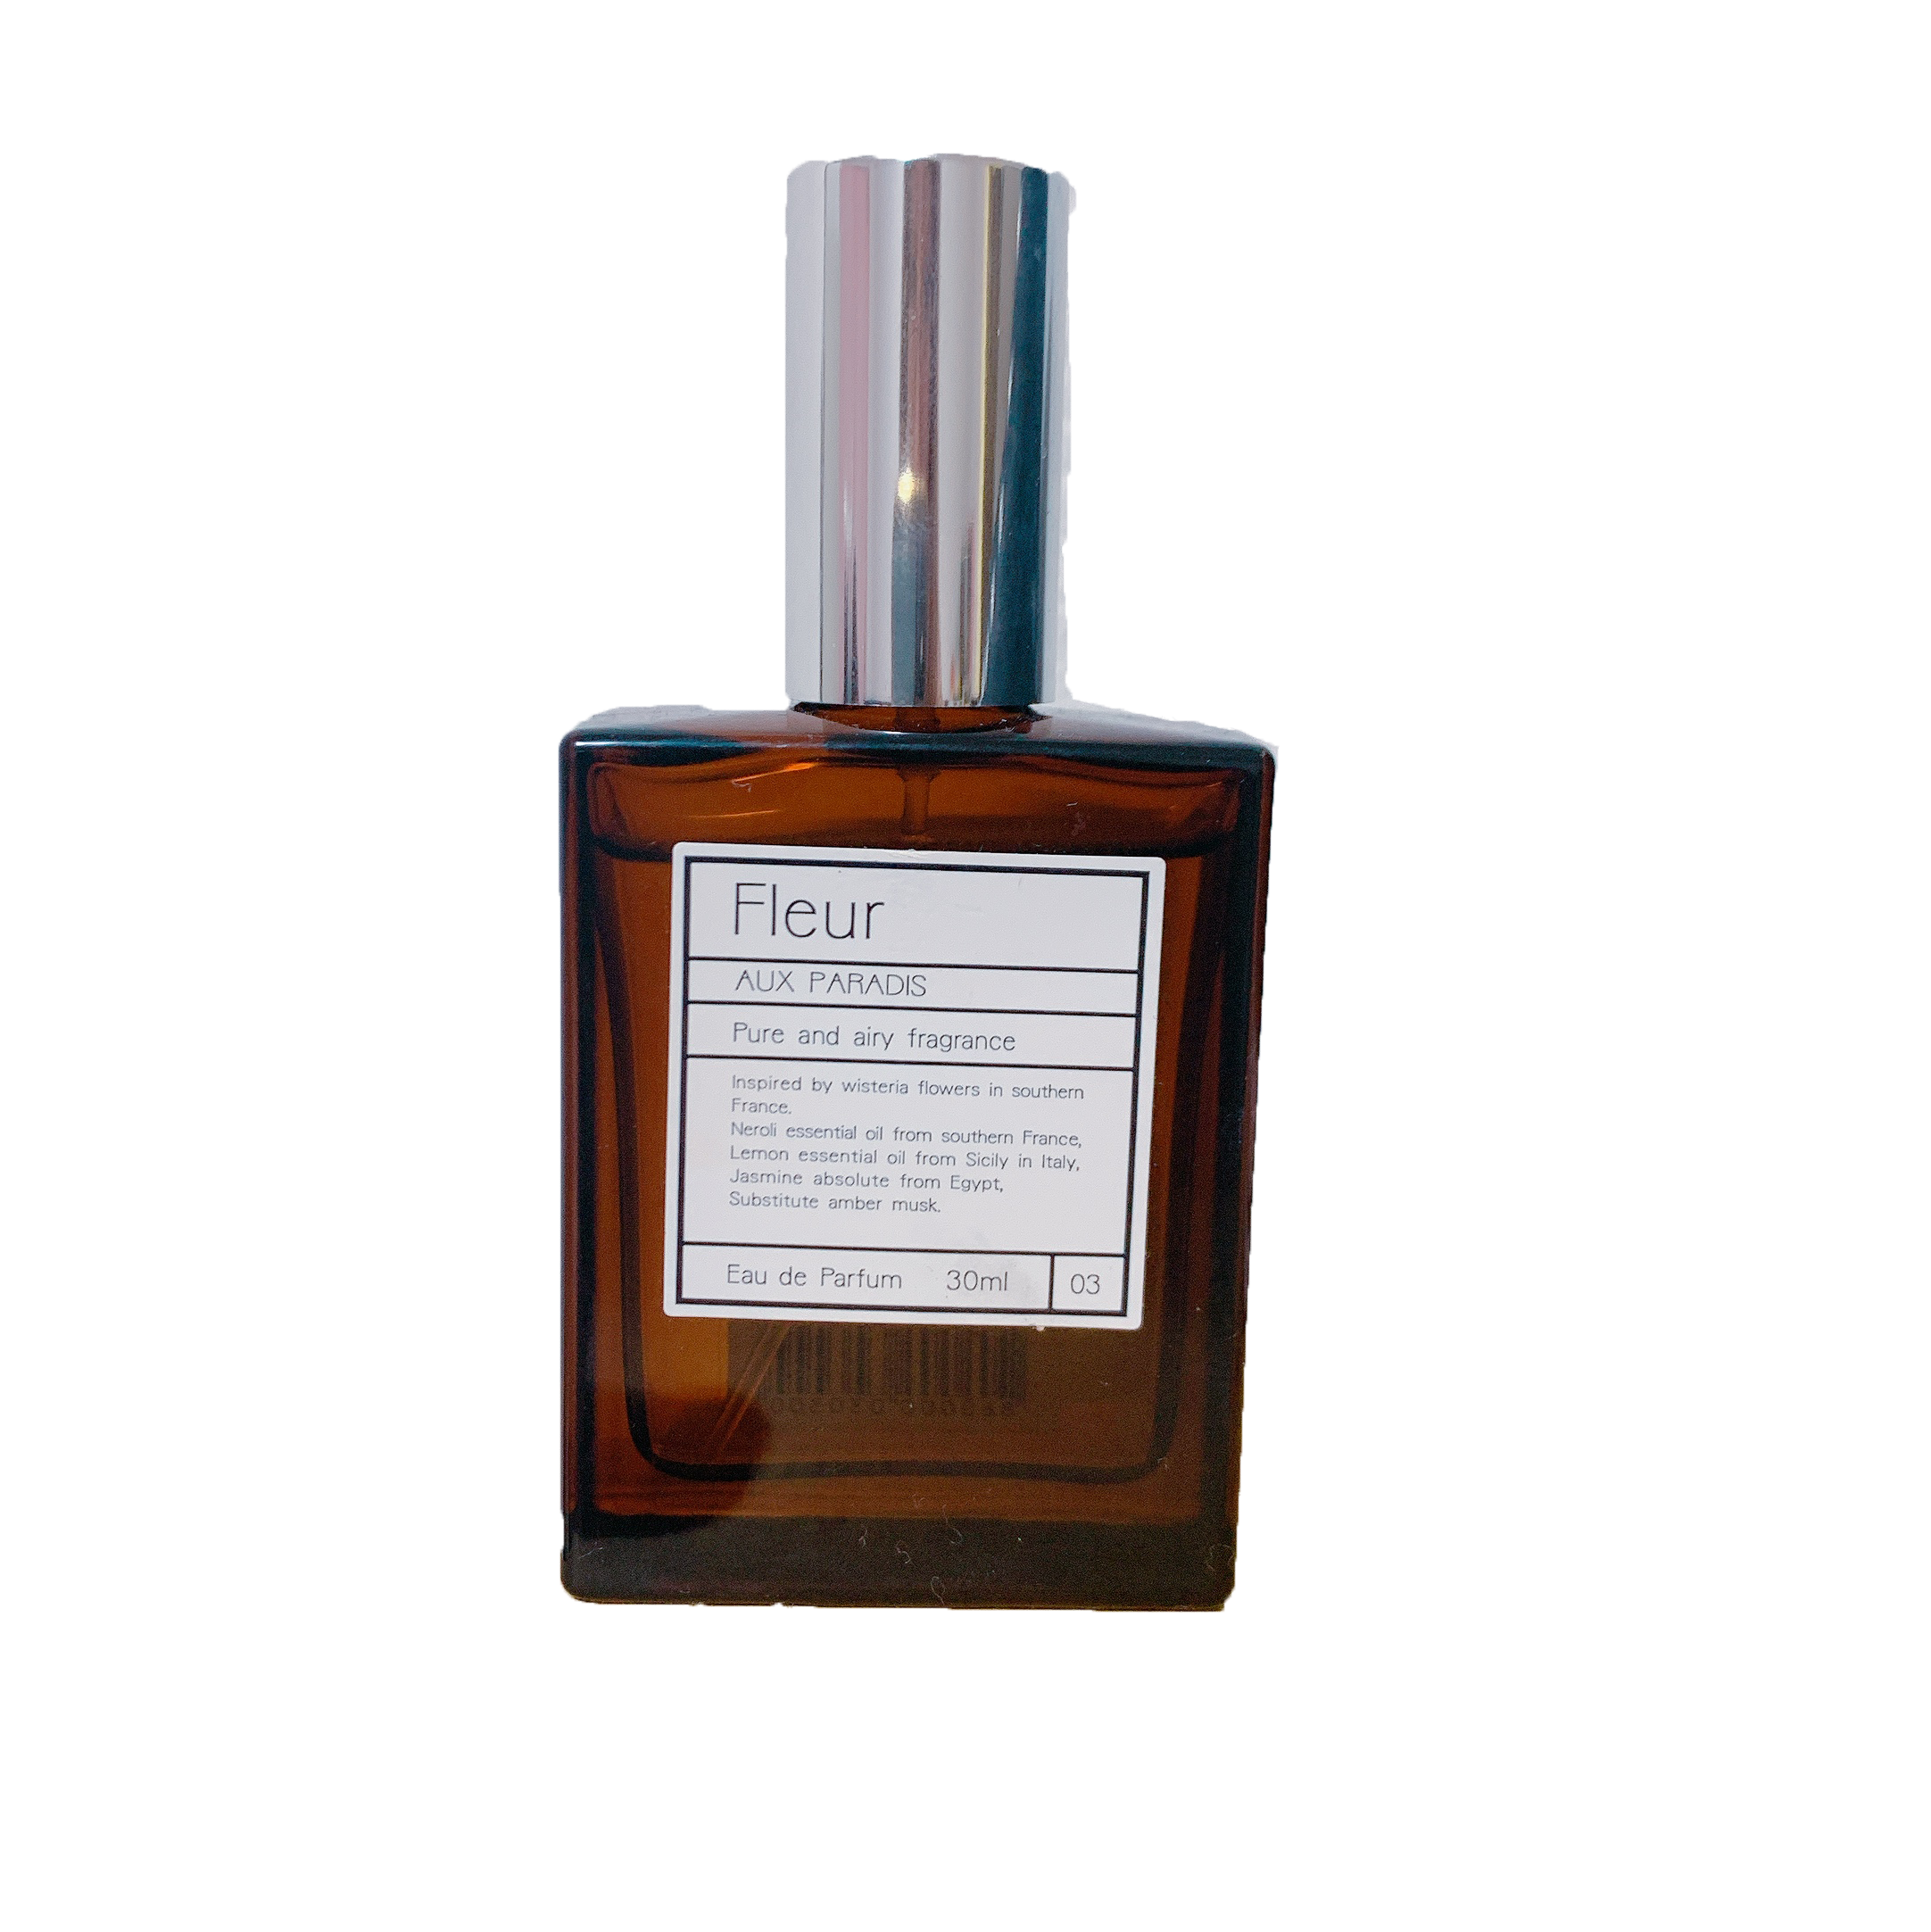 Fleur
AUX PARADIS
Pure and airy fragrance
Inspired by wisteria flowers in southern
France.
Neroli essential oil from southern France,
Lemon essential oil from Sicily in Italy,
Jasmine absolute from Egypt,
Substitute amber musk.
Eau de Parfum 30ml 03